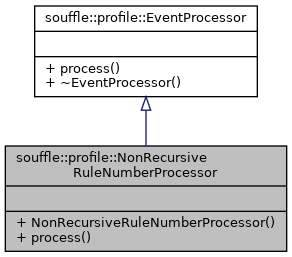 souffle::profile::EventProcessor
+ process()
+ ~EventProcessor()
souffle::profile::NonRecursive
RuleNumberProcessor
+ NonRecursiveRuleNumberProcessor()
+ process()